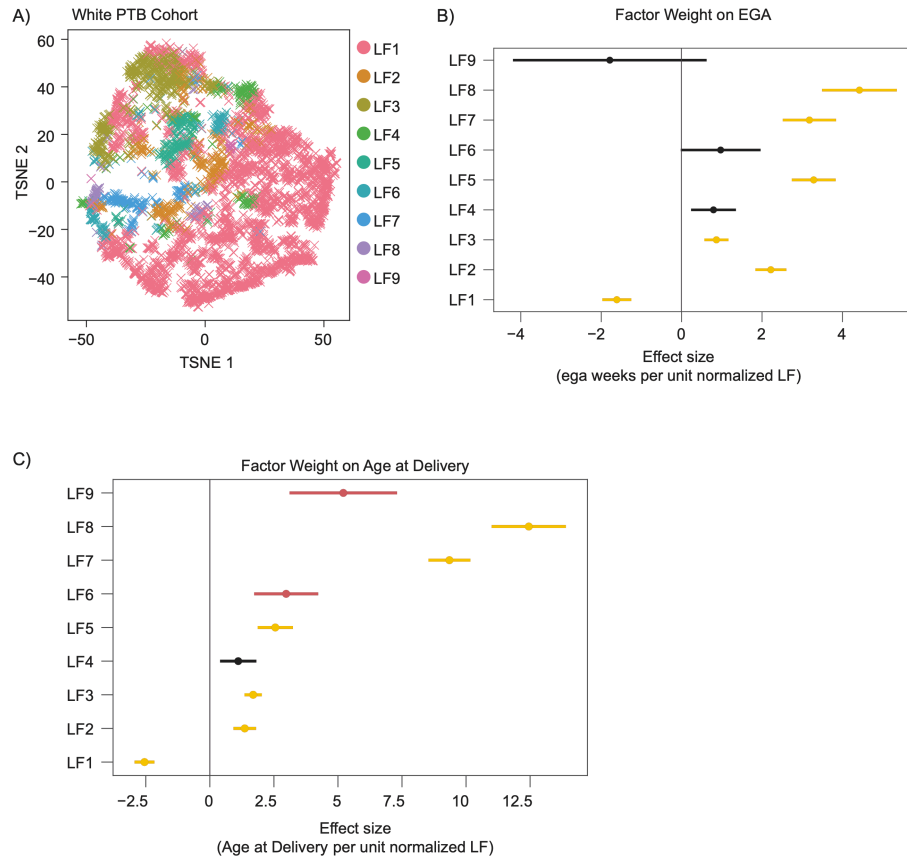 A) White PTB Cohort
60
40
20
0
−20
−40
TSNE 2
−50 0 50
TSNE 1
LF1
LF2
LF3
LF4
LF5
LF6
LF7
LF8
LF9
B) Factor Weight on EGA
LF9
LF8
LF7
LF6
LF5
LF4
LF3
LF2
LF1
−4 −2 0 2 4
Effect size
(ega weeks per unit normalized LF)
C)
Factor Weight on Age at Delivery
LF9
LF8
LF7
LF6
LF5
LF4
LF3
LF2
LF1
−2.5 0 2.5 5 7.5 10 12.5
Effect size
(Age at Delivery per unit normalized LF)